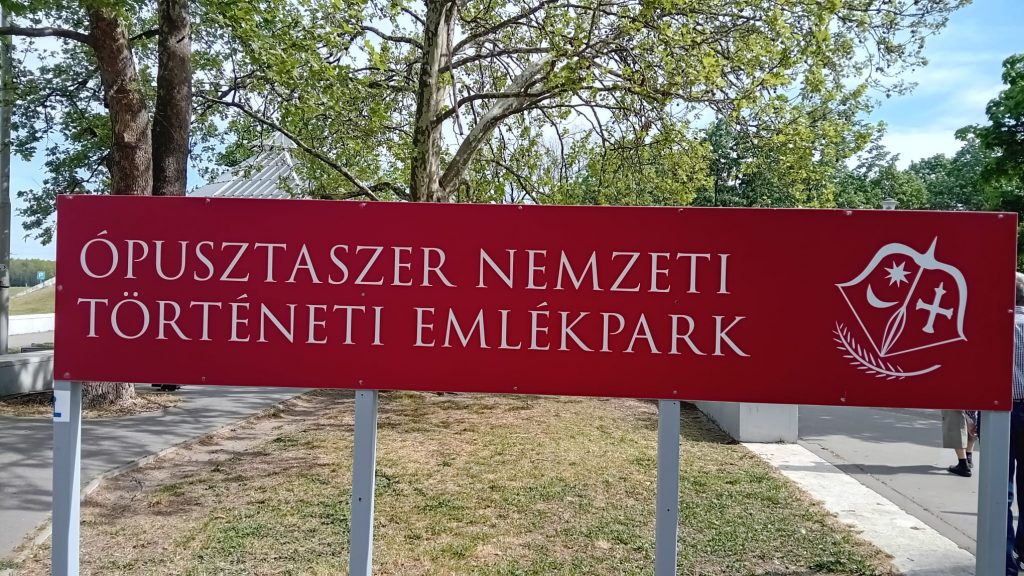 ÓPUSZTASZER NEMZETI
TÖRTÉNETI EMLÉKPARK